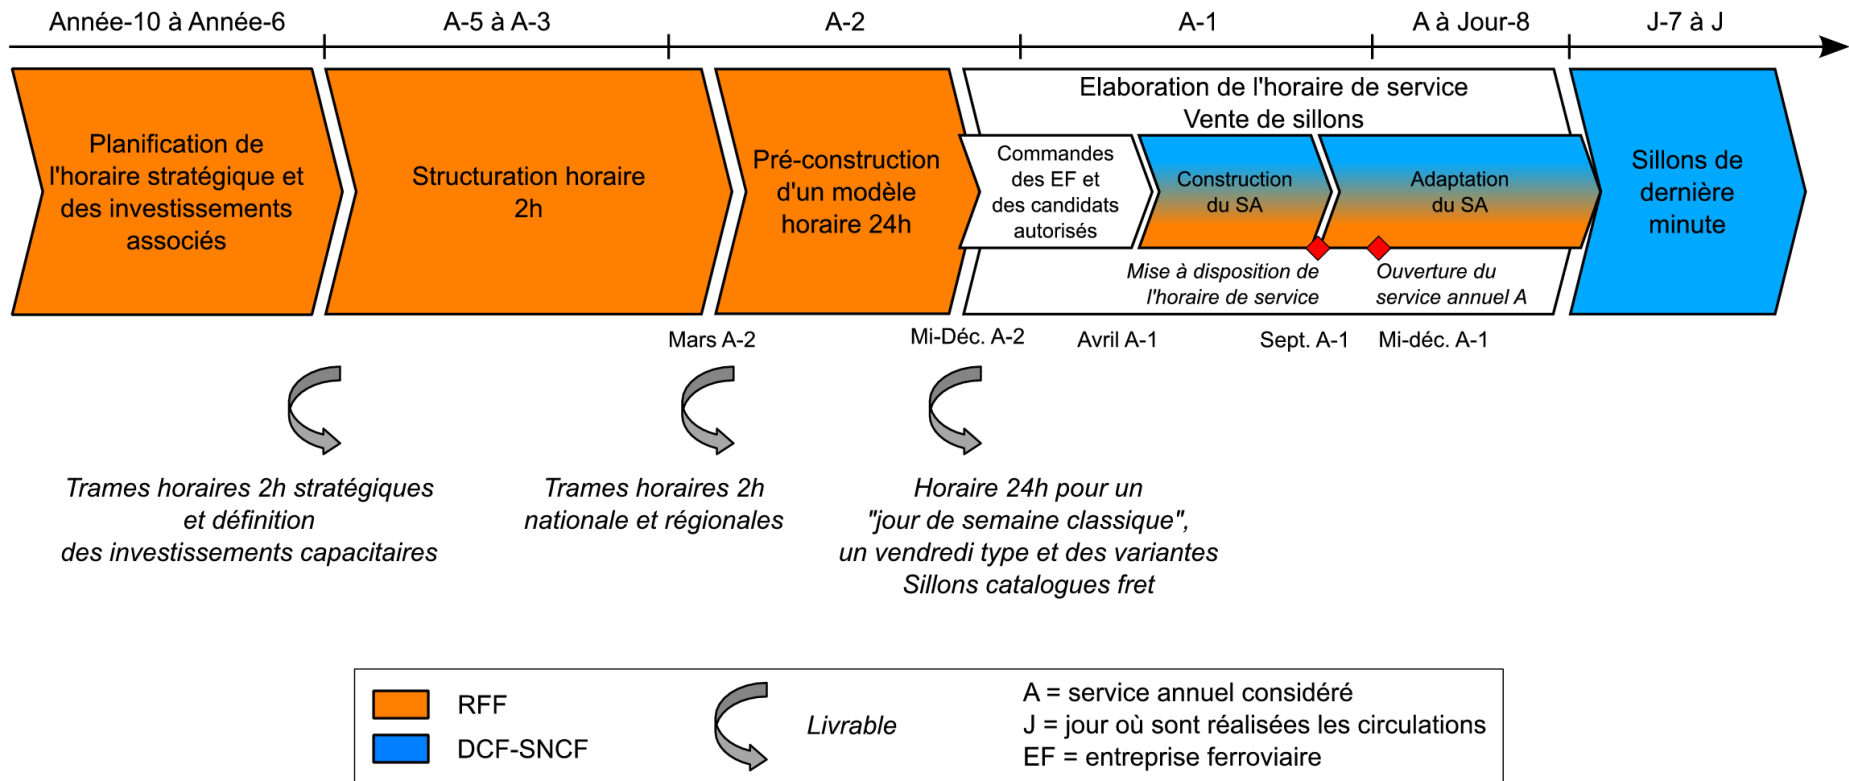 Année-10 à Année-6
A-5 à A-3
A-2
A-1
A à Jour-8
J-7 à J
Planification de
l'horaire stratégique et
des investissements
associés
Structuration horaire
2h
Pré-construction
d'un modèle
horaire 24h
Elaboration de l'horaire de service
Vente de sillons
Commandes
des EF et
des candidats
autorisés
Construction
du SA
Adaptation
du SA
Mise à disposition de
l'horaire de service
Ouverture du
service annuel A
Sillons de
dernière
minute
Mars A-2
Mi-Déc. A-2
Avril A-1
Sept. A-1
Mi-déc. A-1
Trames horaires 2h stratégiques
et définition
des investissements capacitaires
Trames horaires 2h
nationale et régionales
Horaire 24h pour un
"jour de semaine classique",
un vendredi type et des variantes
Sillons catalogues fret
RFF
DCF-SNCF
Livrable
A = service annuel considéré
J = jour où sont réalisées les circulations
EF = entreprise ferroviaire